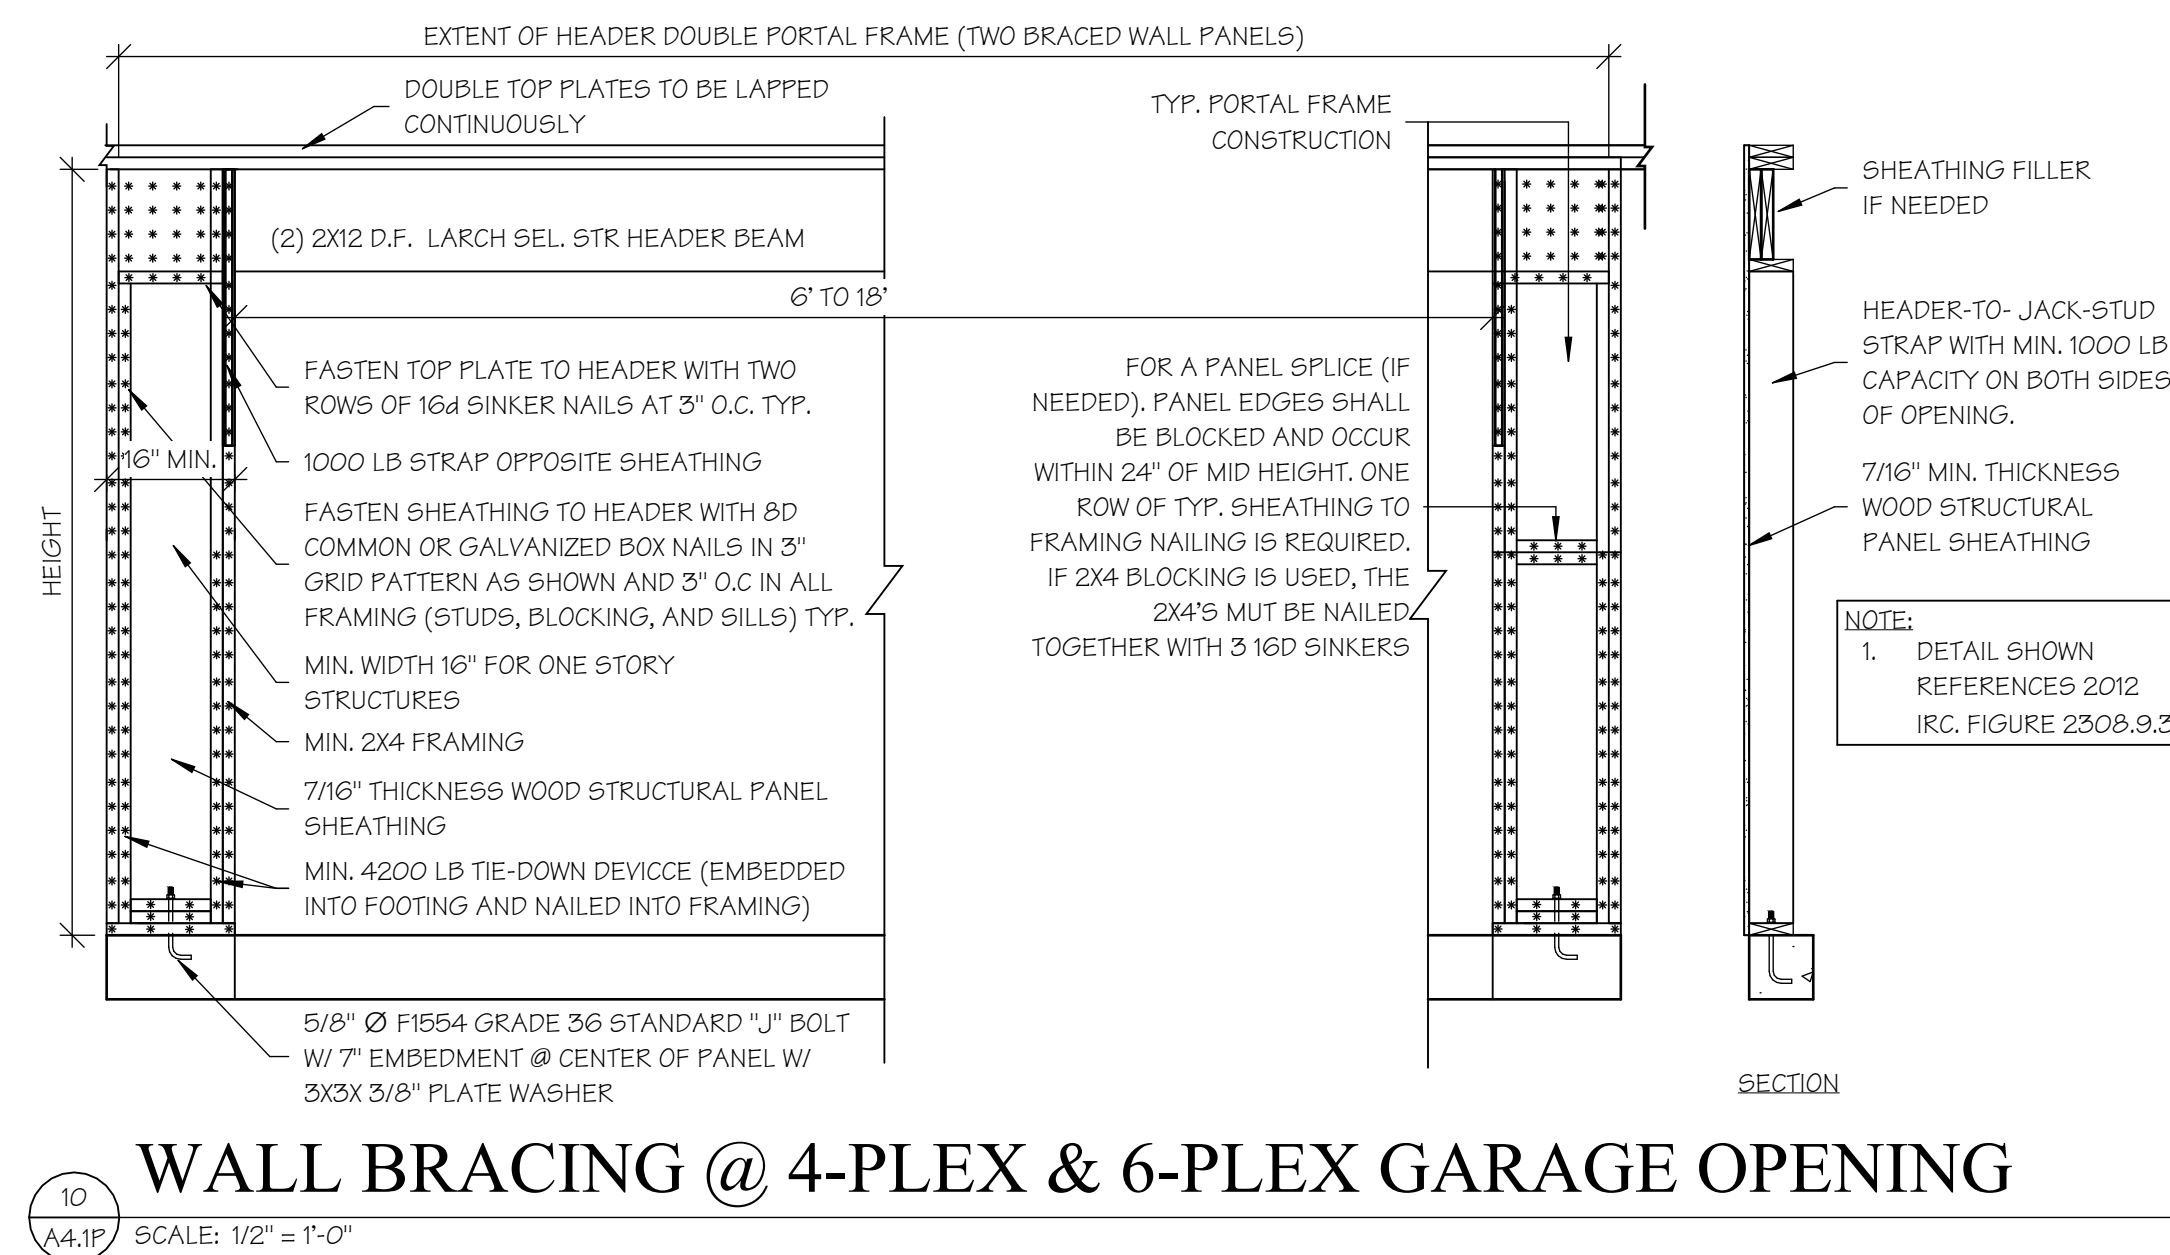 EXTENT OF HEADER DOUBLE PORTAL FRAME (TWO BRACED WALL PANELS)
DOUBLE TOP PLATES TO BE LAPPED
CONTINUOUSLY
TYP. PORTAL FRAME
CONSTRUCTION
(2) 2X12 D.F. LARCH SEL. STR HEADER BEAM
6' TO 18'
FASTEN TOP PLATE TO HEADER WITH TWO
ROWS OF 16d SINKER NAILS AT 3" O.C. TYP.
16" MIN.
1000 LB STRAP OPPOSITE SHEATHING
FASTEN SHEATHING TO HEADER WITH 8D
COMMON OR GALVANIZED BOX NAILS IN 3"
GRID PATTERN AS SHOWN AND 3" O.C IN ALL
FRAMING (STUDS, BLOCKING, AND SILLS) TYP.
HEIGHT
MIN. WIDTH 16" FOR ONE STORY
STRUCTURES
MIN. 2X4 FRAMING
7/16" THICKNESS WOOD STRUCTURAL PANEL
SHEATHING
MIN. 4200 LB TIE-DOWN DEVICCE (EMBEDDED
INTO FOOTING AND NAILED INTO FRAMING)
5/8" Ø F1554 GRADE 36 STANDARD "J" BOLT
W/ 7" EMBEDMENT @ CENTER OF PANEL W/
3X3X 3/8" PLATE WASHER
FOR A PANEL SPLICE (IF
NEEDED). PANEL EDGES SHALL
BE BLOCKED AND OCCUR
WITHIN 24" OF MID HEIGHT. ONE
ROW OF TYP. SHEATHING TO
FRAMING NAILING IS REQUIRED.
IF 2X4 BLOCKING IS USED, THE
2X4'S MUT BE NAILED
TOGETHER WITH 3 16D SINKERS
SHEATHING FILLER
IF NEEDED
HEADER-TO- JACK-STUD
STRAP WITH MIN. 1000 LB
CAPACITY ON BOTH SIDES
OF OPENING.
7/16" MIN. THICKNESS
WOOD STRUCTURAL
PANEL SHEATHING
NOTE:
1. DETAIL SHOWN
REFERENCES 2012
IRC. FIGURE 2308.9.3
SECTION
WALL BRACING @ 4-PLEX & 6-PLEX GARAGE OPENING
10
A4.1P
SCALE: 1/2" = 1'-0"